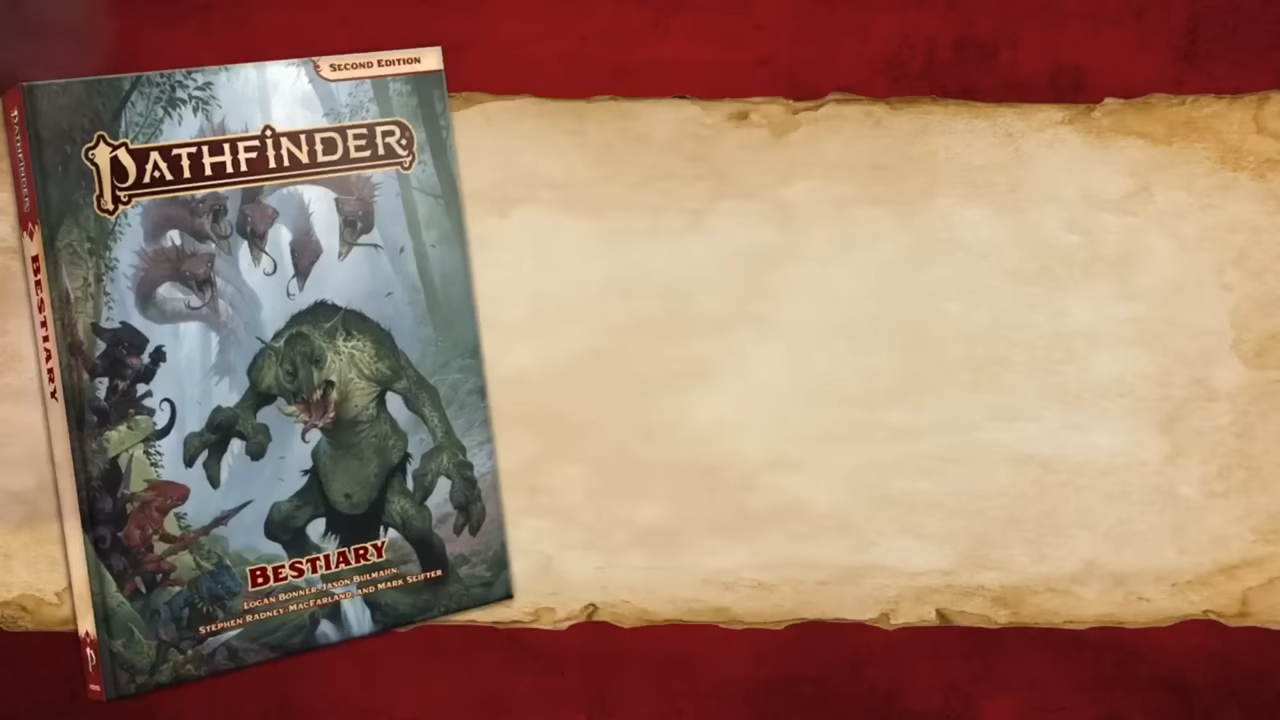 SECOND EDITION
PATHFINDER
BESTIARY
LOGAN BONNER, JASON BULMAHN,
STEPHEN RADNEY-MACFARLAND, AND MARK SEIFTER
PATHFINDER
BESTIARY